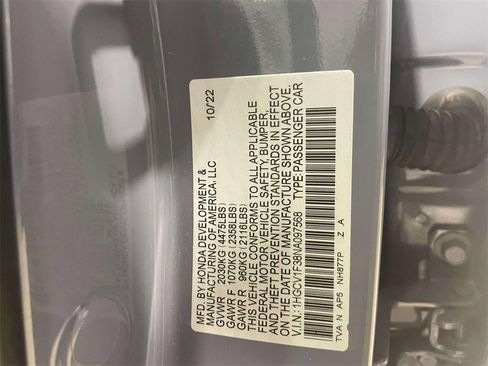 MFD. BY HONDA DEVELOPMENT &
MANUFACTURING OF AMERICA, LLC 10/22
GVWR 2030KG (4475LBS)
GAWR F 1070KG (2358LBS)
GAWR R 960KG (2116LBS)
THIS VEHICLE CONFORMS TO ALL APPLICABLE
FEDERAL MOTOR VEHICLE SAFETY, BUMPER,
AND THEFT PREVENTION STANDARDS IN EFFECT
ON THE DATE OF MANUFACTURE SHOWN ABOVE.
V.I.N.: 1HGCV1F38NA097568 TYPE: PASSENGER CAR
TVA N AP5 NH877P Z A